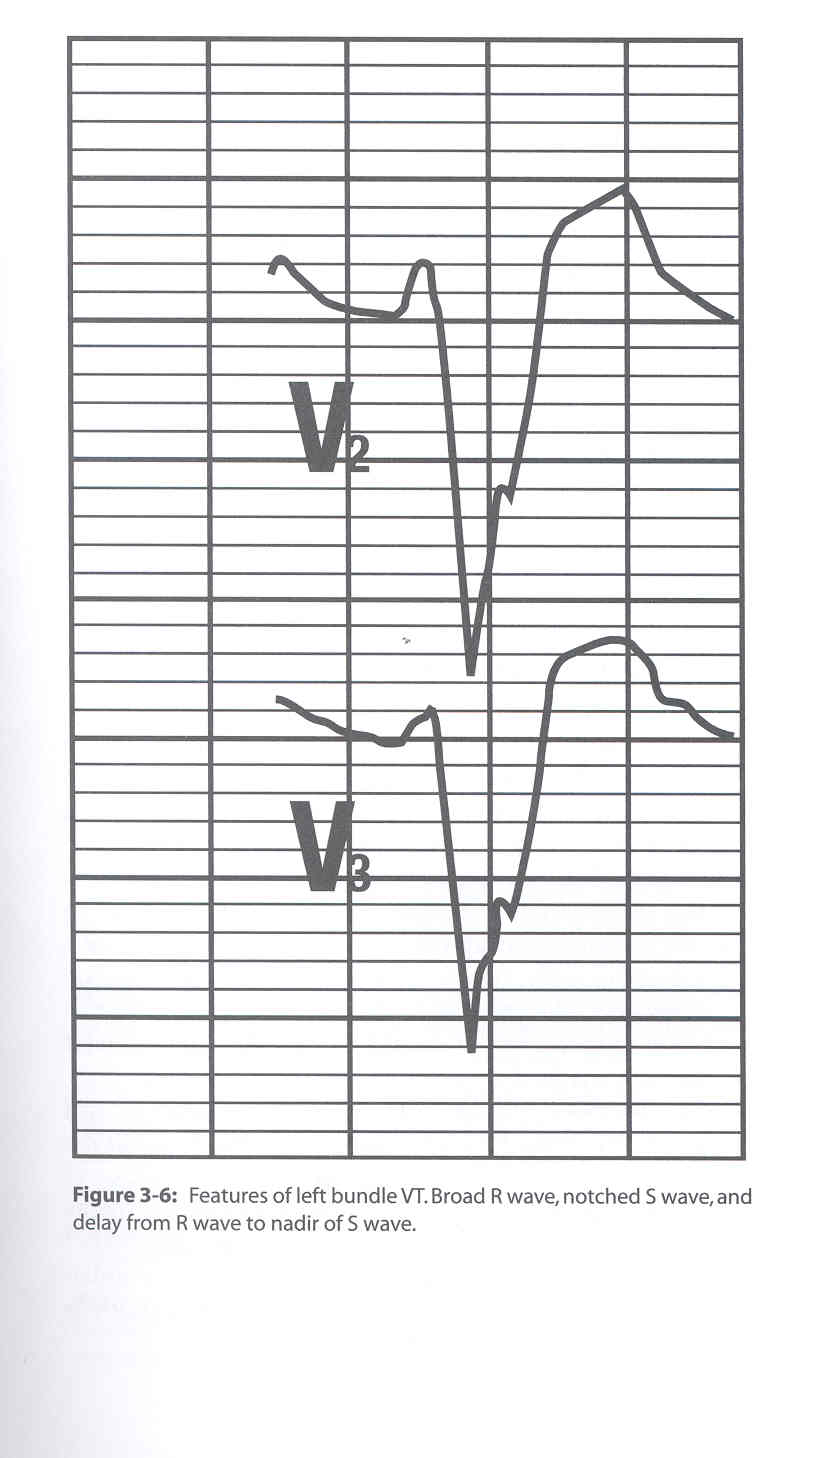 V2
V3
Figure 3-6: Features of left bundle VT. Broad R wave, notched S wave, and
delay from R wave to nadir of S wave.